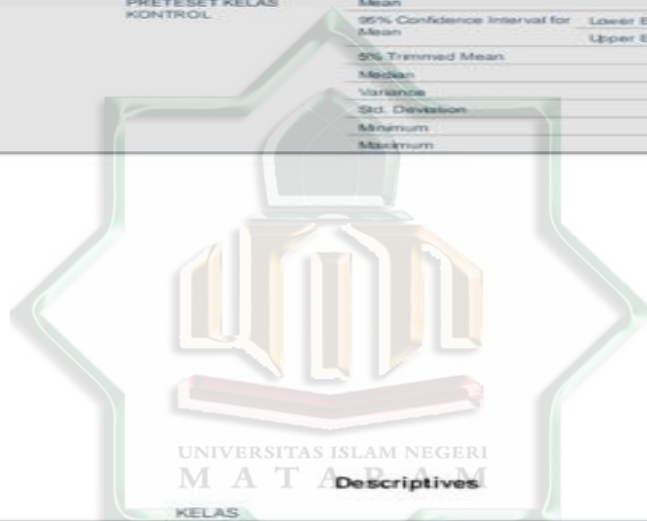 PRETESET KELAS KONTROL
Mean
95% Confidence Interval for Mean
Lower B
Upper B
5% Trimmed Mean
Median
Variance
Std. Deviation
Minimum
Maximum
UNIVERSITAS ISLAM NEGERI
MATARAM
Descriptives
KELAS